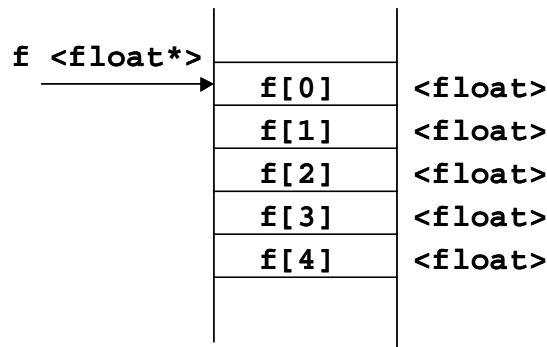 f <float*>
f[0] <float>
f[1] <float>
f[2] <float>
f[3] <float>
f[4] <float>